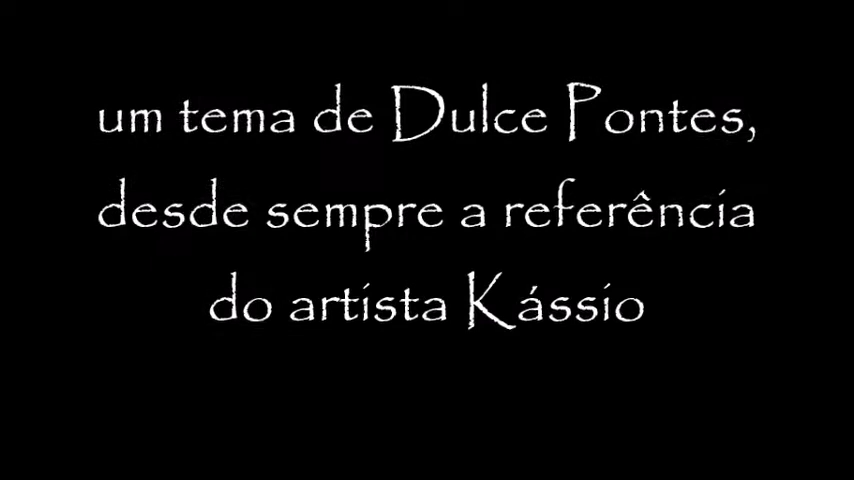 um tema de Dulce Pontes,
desde sempre a referência
do artista Kássio